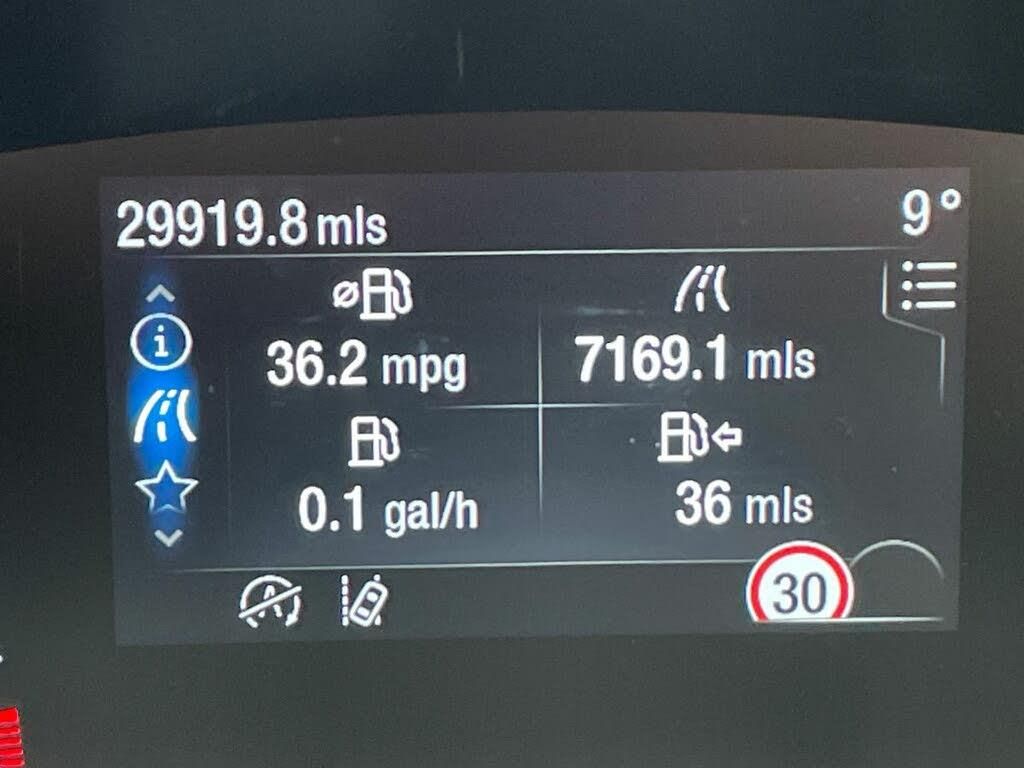 29919.8 mls
9°
36.2 mpg
7169.1 mls
0.1 gal/h
36 mls
30